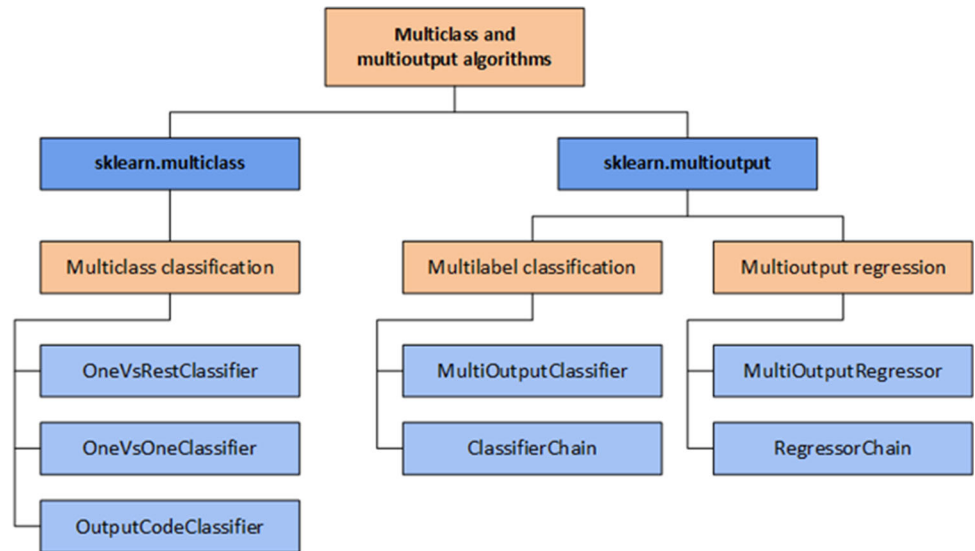 Multiclass and
multioutput algorithms
sklearn.multiclass
sklearn.multioutput
Multiclass classification
Multilabel classification
Multioutput regression
OneVsRestClassifier
MultiOutputClassifier
MultiOutputRegressor
OneVsOneClassifier
ClassifierChain
RegressorChain
OutputCodeClassifier